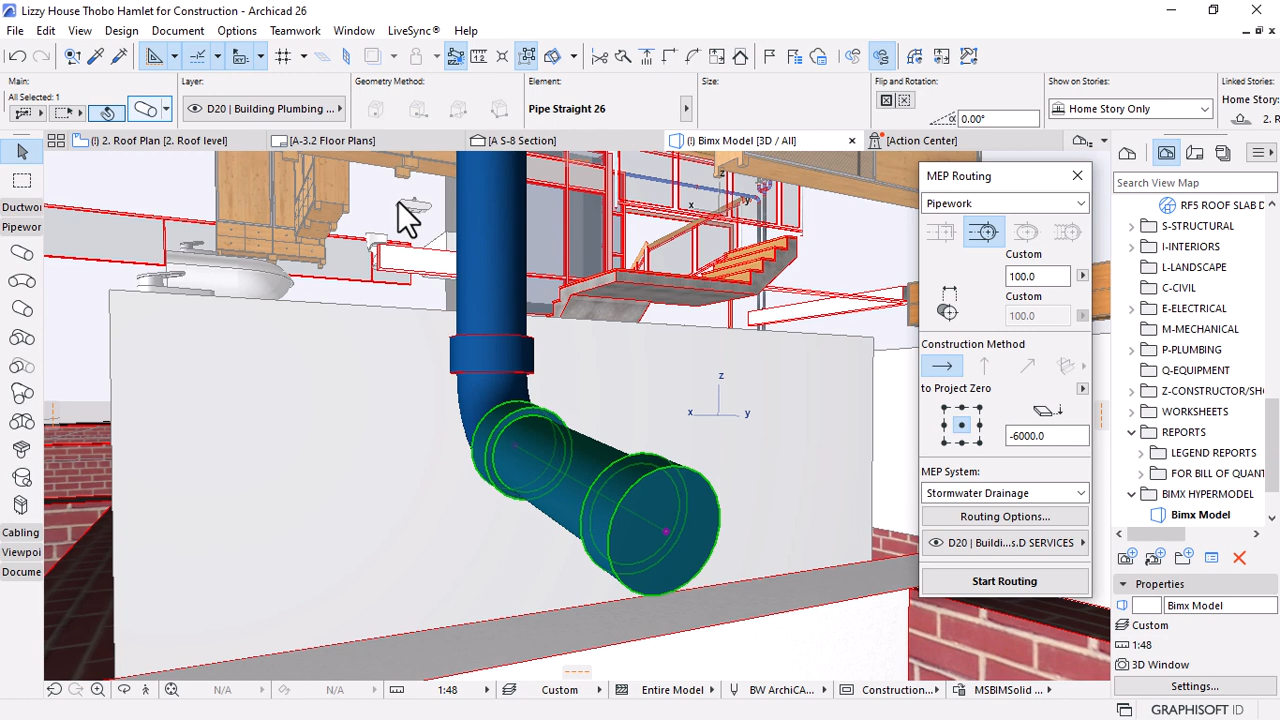 Lizzy House Thobo Hamlet for Construction - Archicad 26
File Edit View Design Document Options Teamwork Window LiveSync® Help
Main: Layer: Geometry Method: Element: Size: Flip and Rotation: Show on Stories: Linked Stories:
All Selected: 1 D20 | Building Plumbing ... Pipe Straight 26 0.00° Home Story Only Home Story:
2. R
(!) 2. Roof Plan [2. Roof level] [A-3.2 Floor Plans] [A S-8 Section] (!) Bimx Model [3D / All] [Action Center]
Ductwo
Pipewor
Cabling
Viewpoi
Docume
z
x
y
z
x
y
MEP Routing
Pipework
Custom
100.0
Custom
100.0
Construction Method
to Project Zero
-6000.0
MEP System:
Stormwater Drainage
Routing Options...
D20 | Buildi...s.D SERVICES
Start Routing
Search View Map
RF5 ROOF SLAB D
S-STRUCTURAL
I-INTERIORS
L-LANDSCAPE
C-CIVIL
E-ELECTRICAL
M-MECHANICAL
P-PLUMBING
Q-EQUIPMENT
Z-CONSTRUCTOR/SH
WORKSHEETS
REPORTS
LEGEND REPORTS
FOR BILL OF QUANT
BIMX HYPERMODEL
Bimx Model
Properties
Bimx Model
Custom
1:48
3D Window
Settings...
N/A N/A 1:48 Custom Entire Model BW ArchiCA... Construction... MSBIMSolid ...
GRAPHISOFT ID